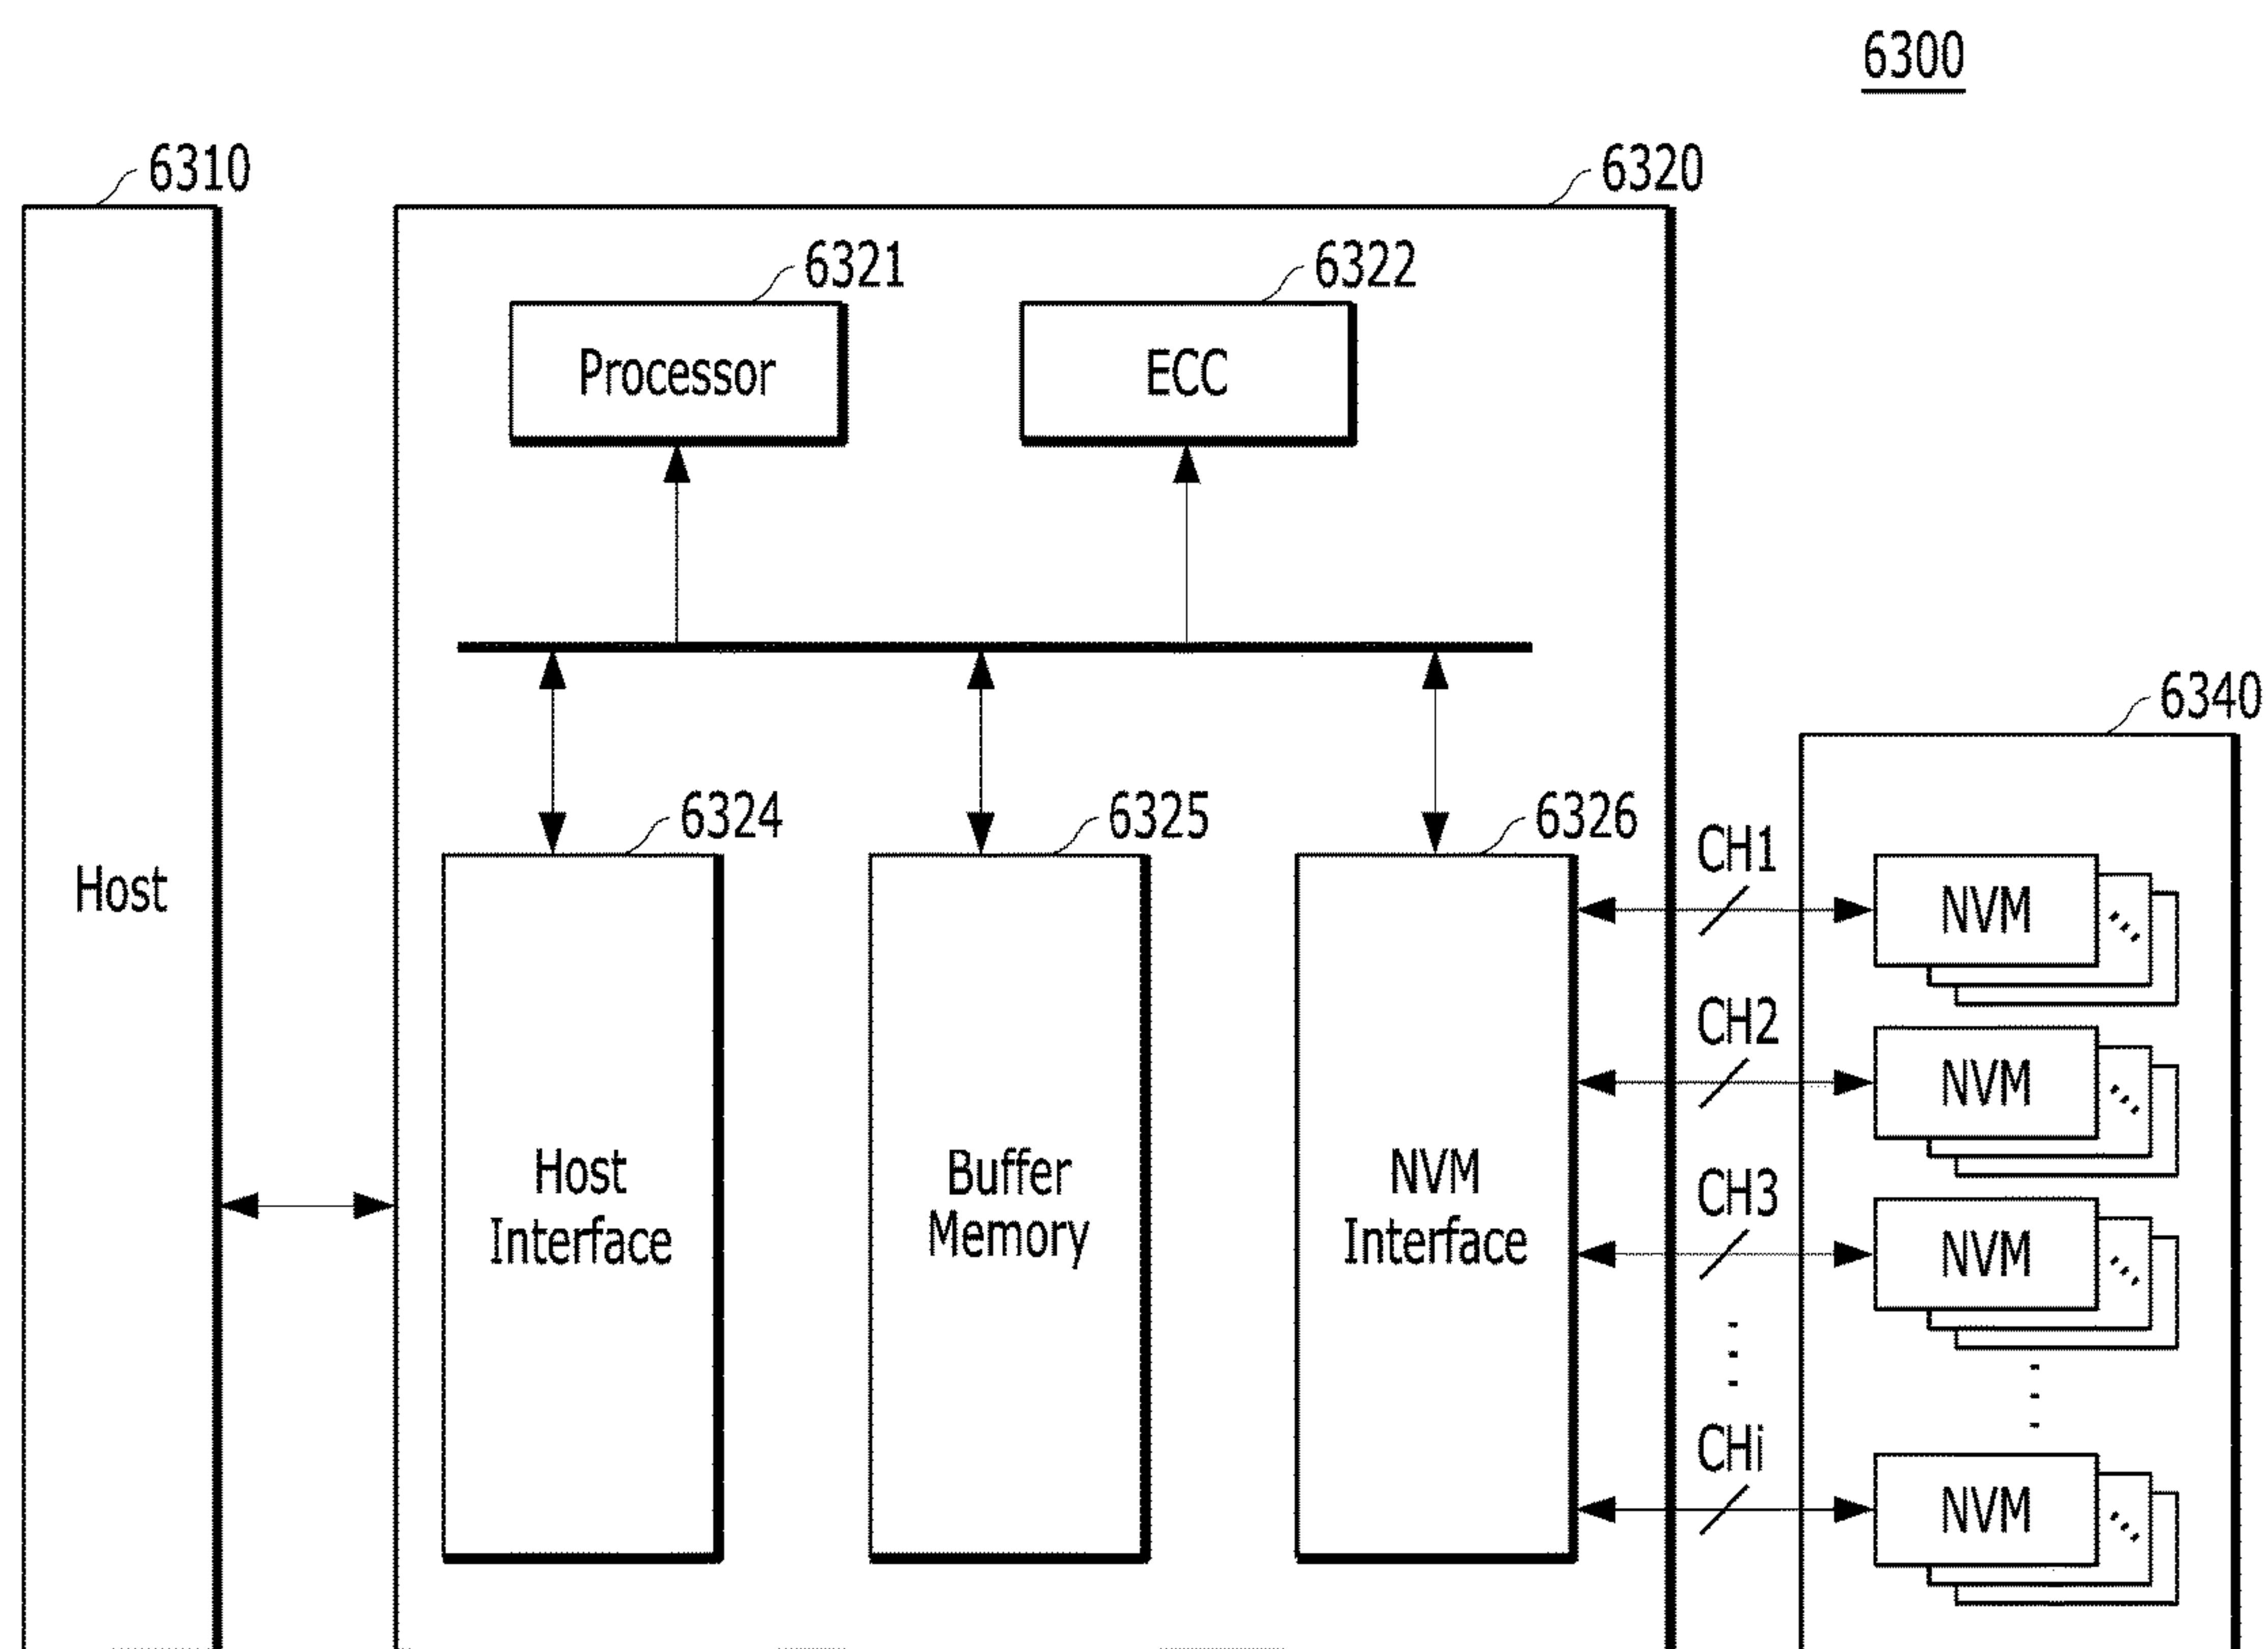 6300
6310
6320
6321
6322
Processor
ECC
6340
6324
6325
6326
CH1
Host
NVM
CH2
NVM
Host
Interface
Buffer
Memory
NVM
Interface
CH3
NVM
CHi
NVM